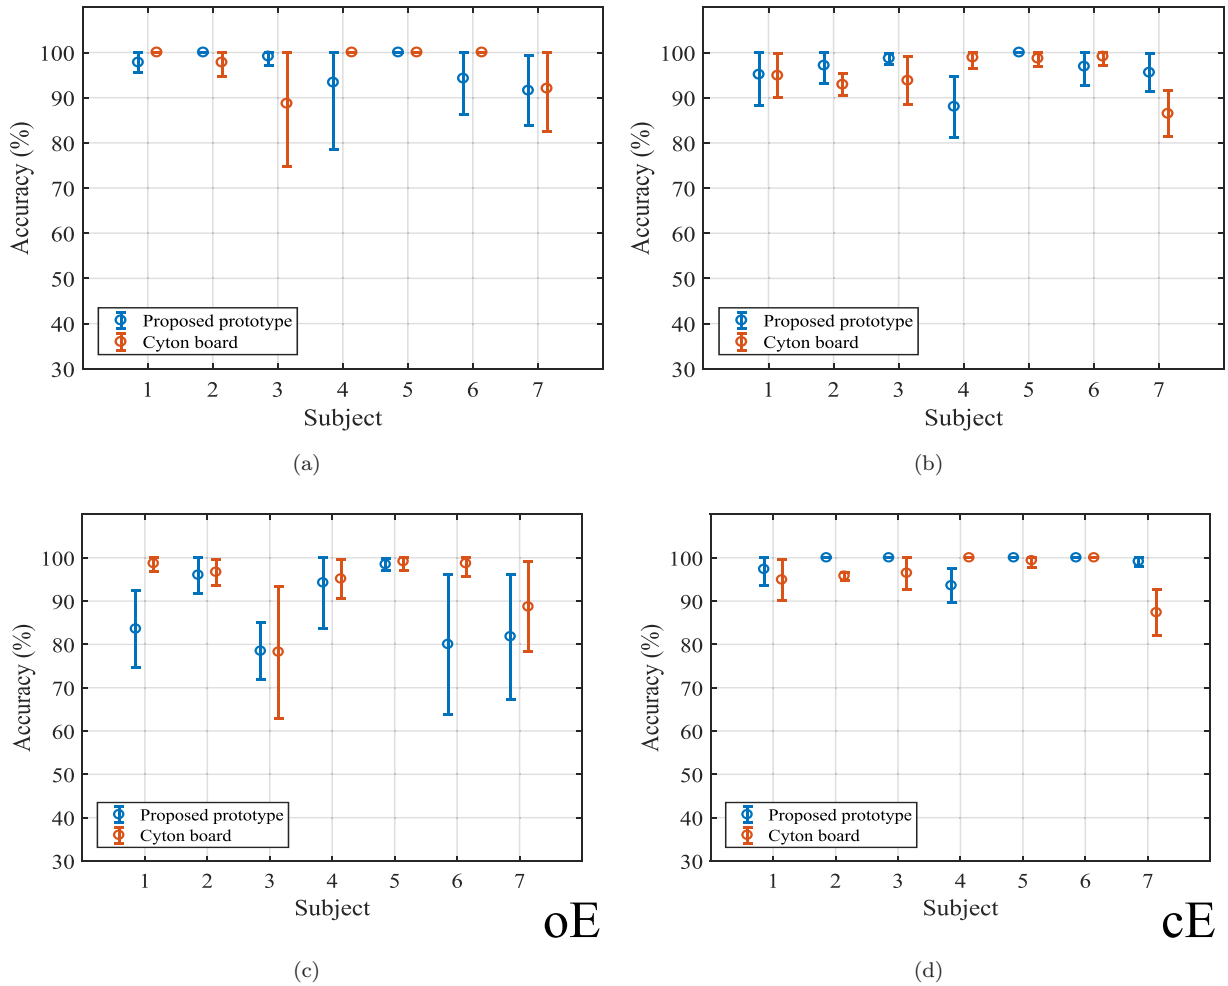 100
90
80
70
60
50
40
30
Accuracy (%)
Proposed prototype
Cyton board
1 2 3 4 5 6 7
Subject
(a)
100
90
80
70
60
50
40
30
Accuracy (%)
Proposed prototype
Cyton board
1 2 3 4 5 6 7
Subject
(b)
100
90
80
70
60
50
40
30
Accuracy (%)
Proposed prototype
Cyton board
1 2 3 4 5 6 7
Subject
oE
(c)
100
90
80
70
60
50
40
30
Accuracy (%)
Proposed prototype
Cyton board
1 2 3 4 5 6 7
Subject
cE
(d)